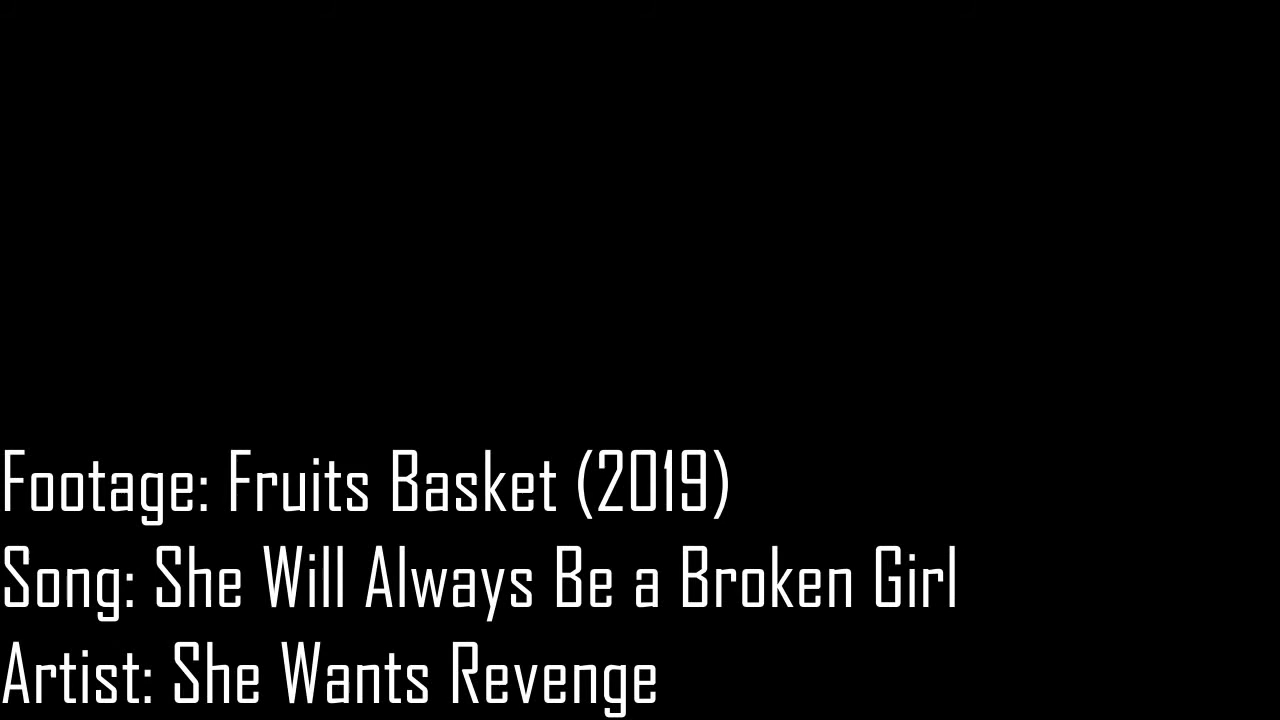 Footage: Fruits Basket (2019)
Song: She Will Always Be a Broken Girl
Artist: She Wants Revenge